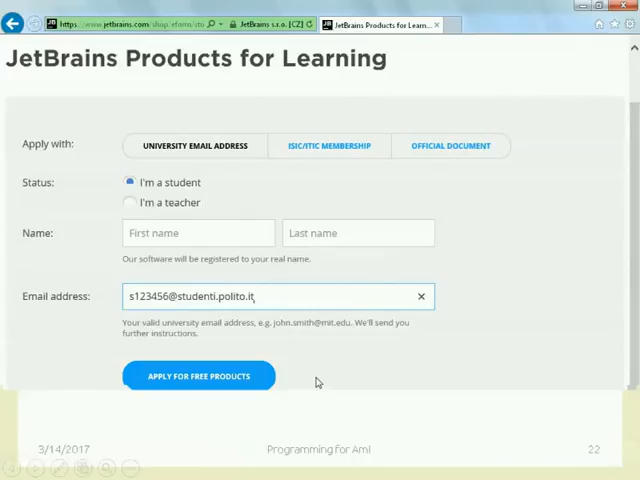 https://www.jetbrains.com/shop/eform/stu
JetBrains s.r.o. [CZ]
JetBrains Products for Learn...
JetBrains Products for Learning
Apply with:
UNIVERSITY EMAIL ADDRESS
ISIC/ITIC MEMBERSHIP
OFFICIAL DOCUMENT
Status:
I'm a student
I'm a teacher
Name:
First name
Last name
Our software will be registered to your real name.
Email address:
s123456@studenti.polito.it
Your valid university email address, e.g. john.smith@mit.edu. We'll send you
further instructions.
APPLY FOR FREE PRODUCTS
3/14/2017
Programming for AmI
22